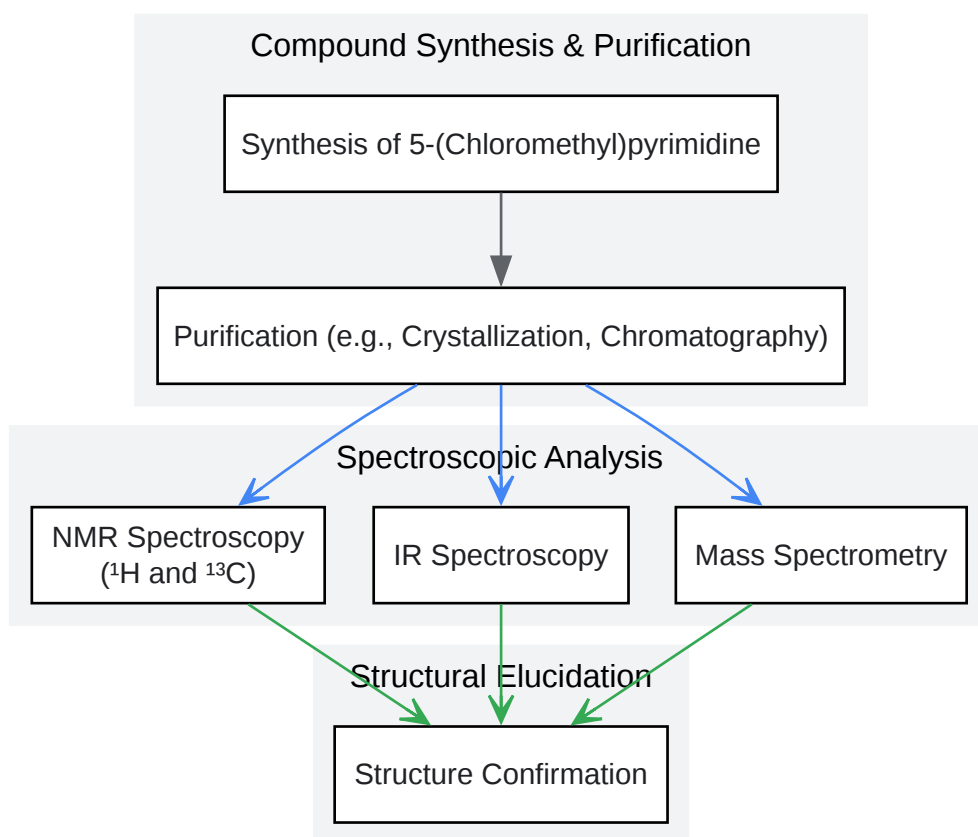 Compound Synthesis & Purification
Synthesis of 5-(Chloromethyl)pyrimidine
Purification (e.g., Crystallization, Chromatography)
Spectroscopic Analysis
NMR Spectroscopy
(¹H and ¹³C)
IR Spectroscopy
Mass Spectrometry
Structural Elucidation
Structure Confirmation